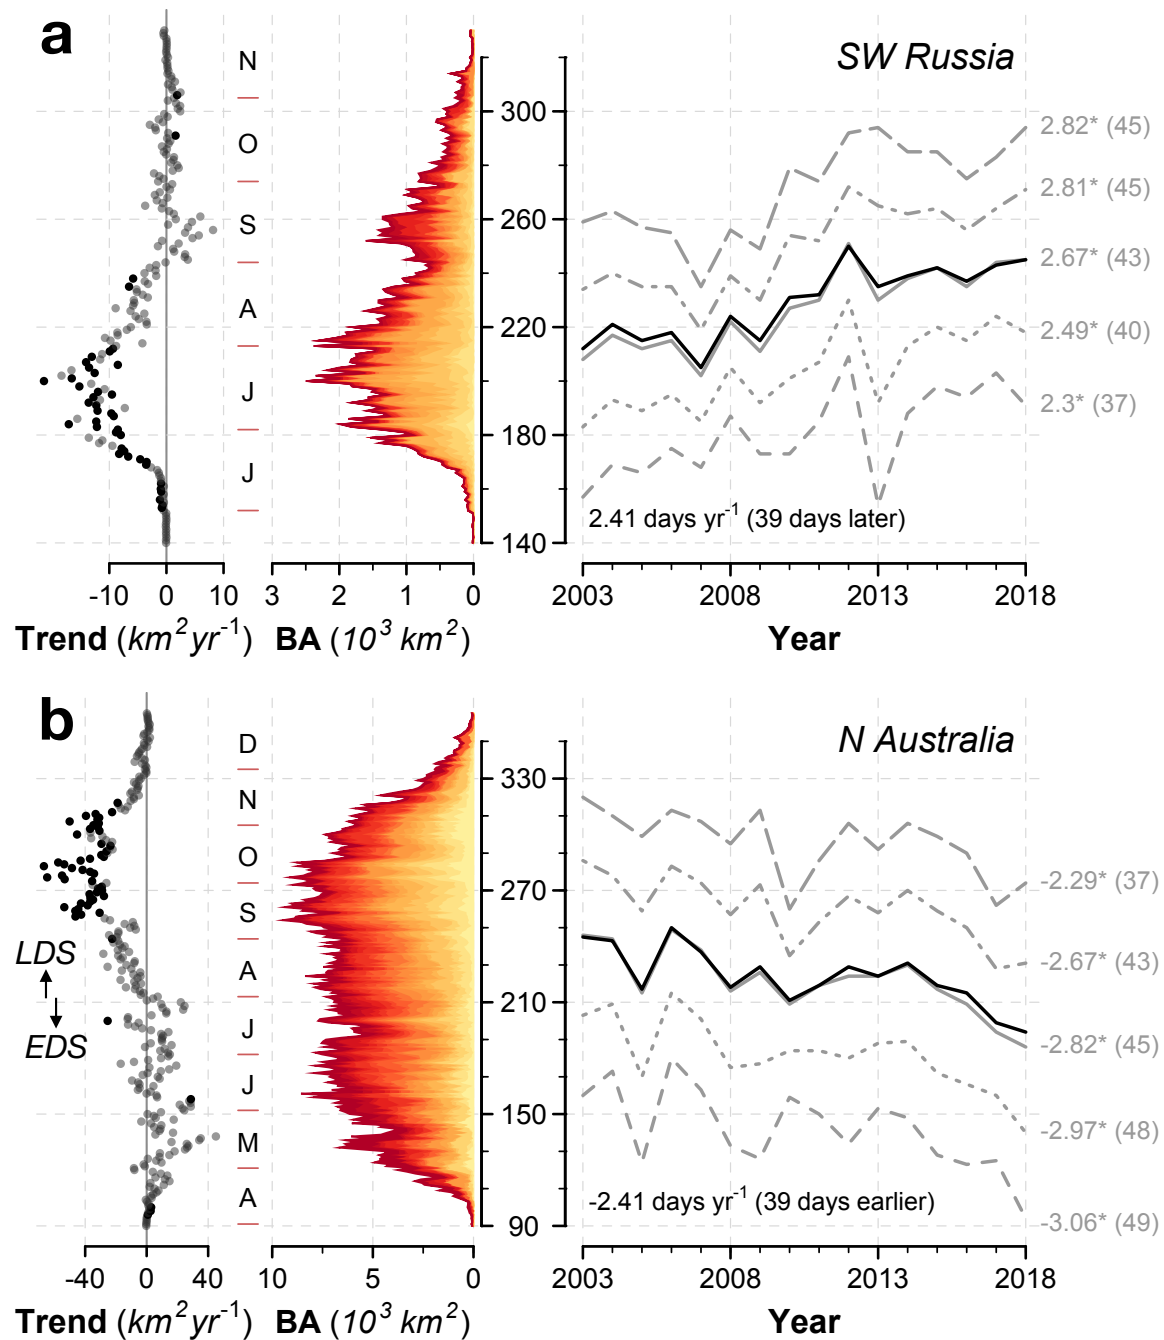 a
SW Russia
N
O
S
A
J
J
300
260
220
180
140
2.82* (45)
2.81* (45)
2.67* (43)
2.49* (40)
2.3* (37)
2.41 days yr⁻¹ (39 days later)
-10 0 10
3 2 1 0
2003 2008 2013 2018
Trend (km² yr⁻¹) BA (10³ km²) Year
b
N Australia
D
N
O
S
A
J
J
M
A
LDS
EDS
330
270
210
150
90
-2.29* (37)
-2.67* (43)
-2.82* (45)
-2.97* (48)
-3.06* (49)
-2.41 days yr⁻¹ (39 days earlier)
-40 0 40
10 5 0
2003 2008 2013 2018
Trend (km² yr⁻¹) BA (10³ km²) Year